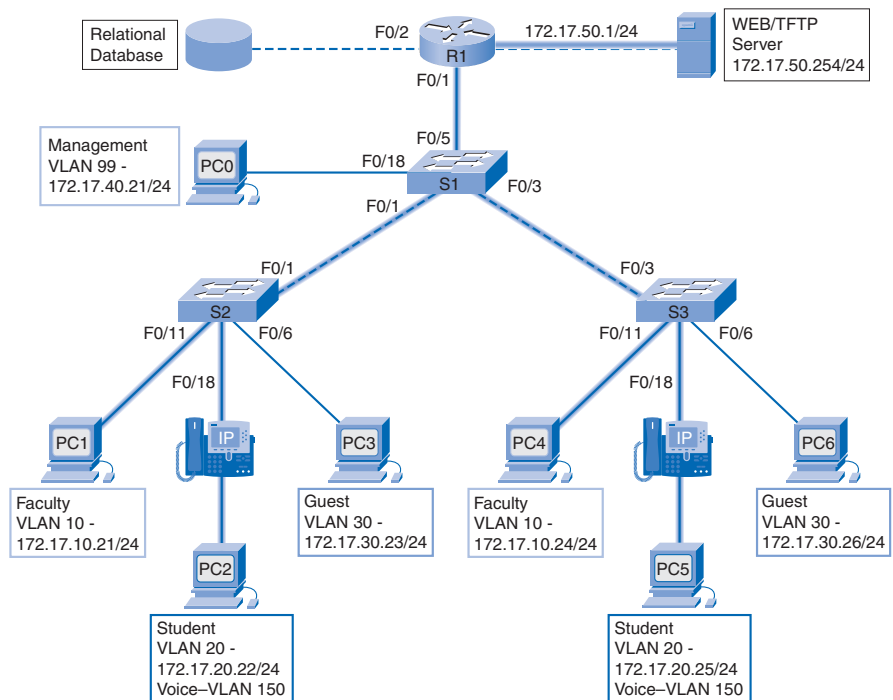 Relational
Database
F0/2
R1
172.17.50.1/24
WEB/TFTP
Server
172.17.50.254/24
F0/1
Management
VLAN 99 -
172.17.40.21/24
PC0
F0/18
F0/5
S1
F0/1
F0/3
F0/1
S2
F0/11
F0/6
F0/18
F0/3
S3
F0/11
F0/6
F0/18
PC1
IP
PC3
PC4
IP
PC6
Faculty
VLAN 10 -
172.17.10.21/24
Guest
VLAN 30 -
172.17.30.23/24
Faculty
VLAN 10 -
172.17.10.24/24
Guest
VLAN 30 -
172.17.30.26/24
PC2
Student
VLAN 20 -
172.17.20.22/24
Voice–VLAN 150
PC5
Student
VLAN 20 -
172.17.20.25/24
Voice–VLAN 150